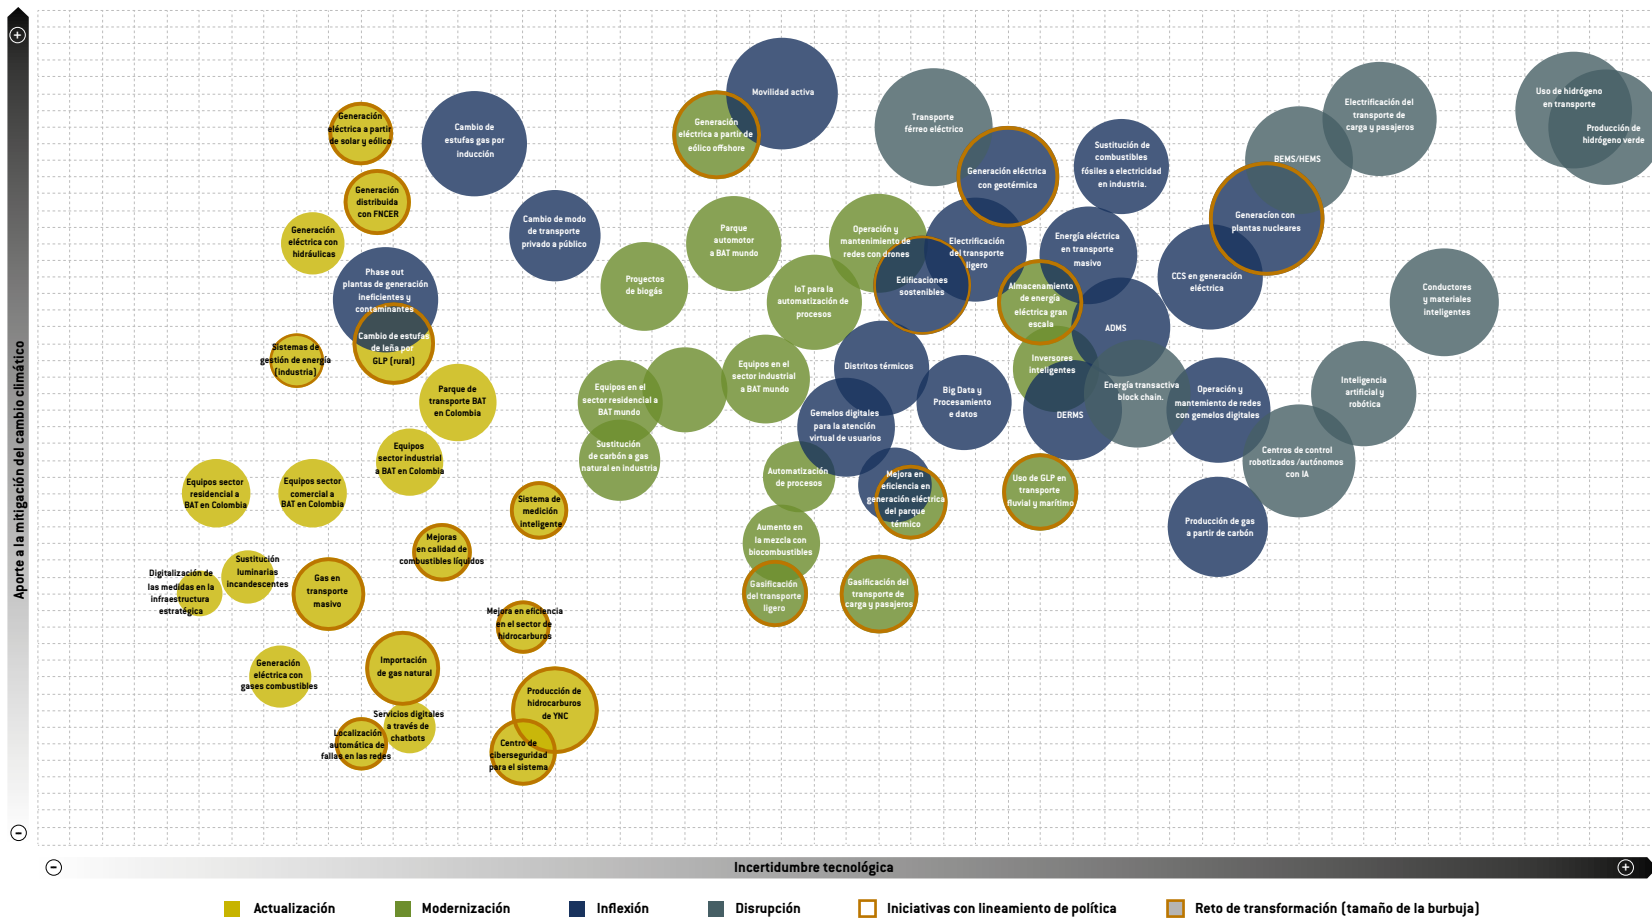 +
Aporte a la mitigación del cambio climático
−
Movilidad activa
Generación
eléctrica a partir
de solar y eólico
Cambio de
estufas gas por
inducción
Generación
eléctrica a partir de
eólico offshore
Transporte
férreo eléctrico
Generación eléctrica
con geotérmica
Sustitución de
combustibles
fósiles a electricidad
en industria.
BEMS/HEMS
Electrificación del
transporte de
carga y pasajeros
Uso de hidrógeno
en transporte
Producción de
hidrógeno verde
Generación
distribuida
con FNCER
Generación
eléctrica con
hidráulicas
Cambio de modo
de transporte
privado a público
Parque
automotor
a BAT mundo
Operación y
mantenimiento de
redes con drones
Electrificación
del transporte
ligero
Energía eléctrica
en transporte
masivo
Generacíon con
plantas nucleares
Phase out
plantas de generación
ineficientes y
contaminantes
Proyectos
de biogás
IoT para la
automatización de
procesos
Edificaciones
sostenibles
Almacenamiento
de energía
eléctrica gran
escala
CCS en generación
eléctrica
Conductores
y materiales
inteligentes
Cambio de estufas
de leña por
GLP (rural)
Sistemas de
gestión de energía
(industria)
ADMS
Parque de
transporte BAT
en Colombia
Equipos en el
sector residencial a
BAT mundo
Equipos en el
sector industrial
a BAT mundo
Distritos térmicos
Big Data y
Procesamiento
e datos
Inversores
inteligentes
DERMS
Energía transactiva
block chain.
Operación y
mantemiento de redes
con gemelos digitales
Inteligencia
artificial y
robótica
Gemelos digitales
para la atención
virtual de usuarios
Equipos
sector industrial
a BAT en Colombia
Sustitución
de carbón a gas
natural en industria
Automatización
de procesos
Mejora en
eficiencia en
generación eléctrica
del parque
térmico
Uso de GLP en
transporte
fluvial y marítimo
Centros de control
robotizados /autónomos
con IA
Equipos sector
residencial a
BAT en Colombia
Equipos sector
comercial a
BAT en Colombia
Sistema de
medición
inteligente
Producción de gas
a partir de carbón
Mejoras
en calidad de
combustibles líquidos
Aumento en
la mezcla con
biocombustibles
Digitalización de
las medidas en la
infraestructura
estratégica
Sustitución
luminarias
incandescentes
Gas en
transporte
masivo
Gasificación
del transporte
ligero
Gasificación del
transporte de
carga y pasajeros
Mejora en eficiencia
en el sector de
hidrocarburos
Generación
eléctrica con
gases combustibles
Importación
de gas natural
Producción de
hidrocarburos
de YNC
Servicios digitales
a través de
chatbots
Localización
automática de
fallas en las redes
Centro de
ciberseguridad
para el sistema
−
Incertidumbre tecnológica
+
Actualización
Modernización
Inflexión
Disrupción
Iniciativas con lineamiento de política
Reto de transformación (tamaño de la burbuja)